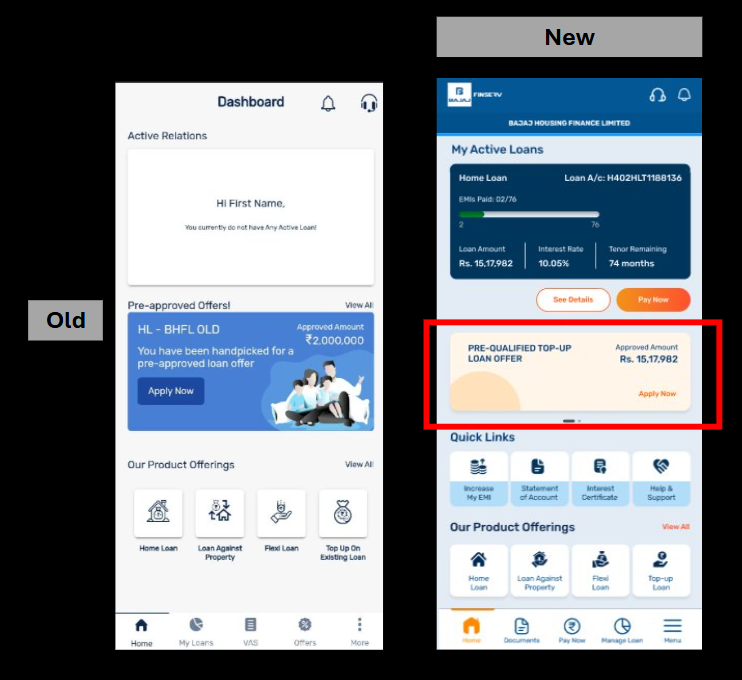 New
Old
Dashboard
Active Relations
Hi First Name,
You currently do not have Any Active Loan!
Pre-approved Offers!
View All
HL - BHFL OLD
Approved Amount
₹2,000,000
You have been handpicked for a
pre-approved loan offer
Apply Now
Our Product Offerings
View All
Home Loan
Loan Against
Property
Flexi Loan
Top Up On
Existing Loan
Home
My Loans
VAS
Offers
More
BAJAJ
FINSERV
BAJAJ HOUSING FINANCE LIMITED
My Active Loans
Home Loan
Loan A/c: H402HLT1188136
EMIs Paid: 02/76
2
76
Loan Amount
Rs. 15,17,982
Interest Rate
10.05%
Tenor Remaining
74 months
See Details
Pay Now
PRE-QUALIFIED TOP-UP
LOAN OFFER
Approved Amount
Rs. 15,17,982
Apply Now
Quick Links
Increase
My EMI
Statement
of Account
Interest
Certificate
Help &
Support
Our Product Offerings
View All
Home
Loan
Loan Against
Property
Flexi
Loan
Top-up
Loan
Home
Documents
Pay Now
Manage Loan
Menu